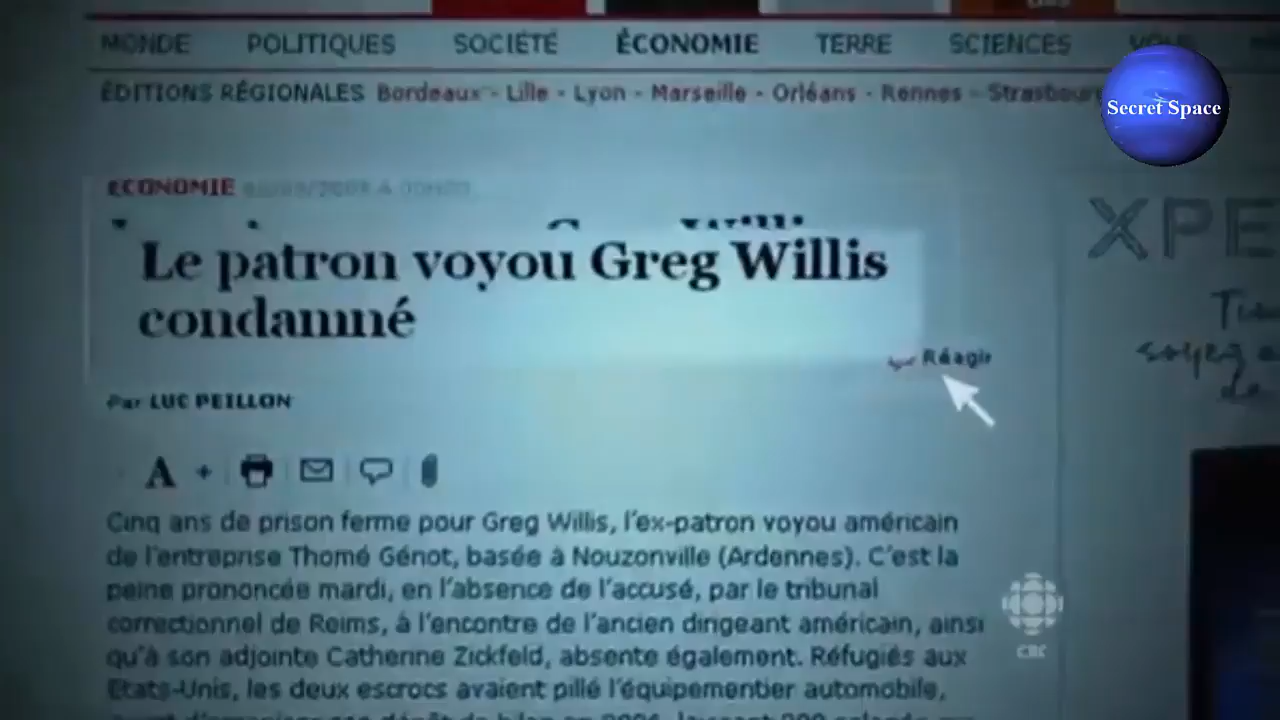 MONDE POLITIQUES SOCIÉTÉ ÉCONOMIE TERRE SCIENCES
ÉDITIONS RÉGIONALES Bordeaux - Lille - Lyon - Marseille - Orléans - Rennes - Strasbourg
Secret Space
ECONOMIE
XPE
Le patron voyou Greg Willis
condamné
Réagir
Par LUC PEILLON
A +
Cinq ans de prison ferme pour Greg Willis, l'ex-patron voyou américain
de l'entreprise Thomé Génot, basée à Nouzonville (Ardennes). C'est la
peine prononcée mardi, en l'absence de l'accusé, par le tribunal
correctionnel de Reims, à l'encontre de l'ancien dirigeant américain, ainsi
qu'à son adjointe Catherine Zickfeld, absente également. Réfugiés aux
Etats-Unis, les deux escrocs avaient pillé l'équipementier automobile,
CBC